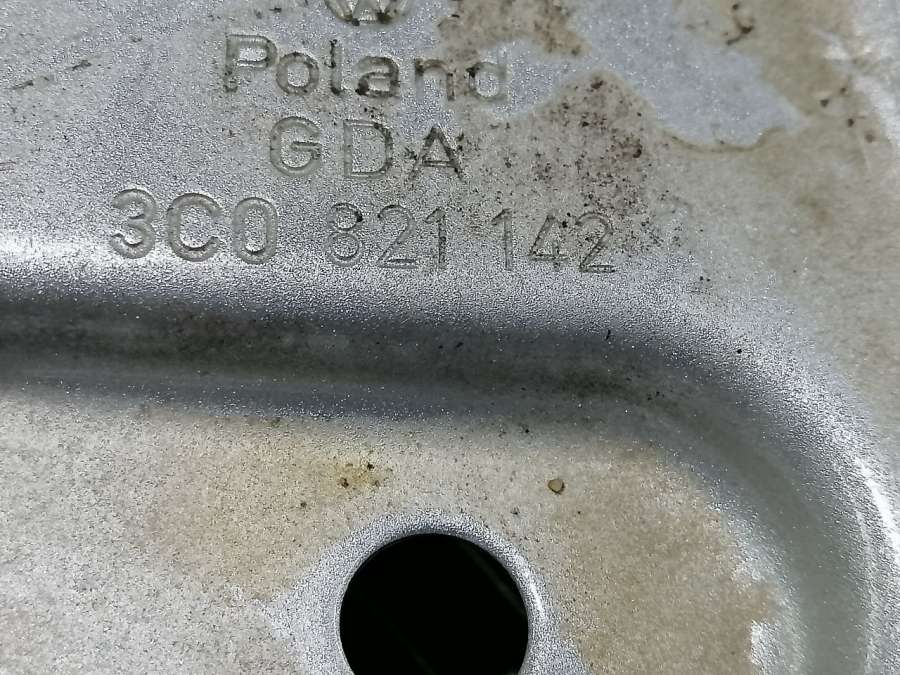 Poland
GDA
3C0 821 142